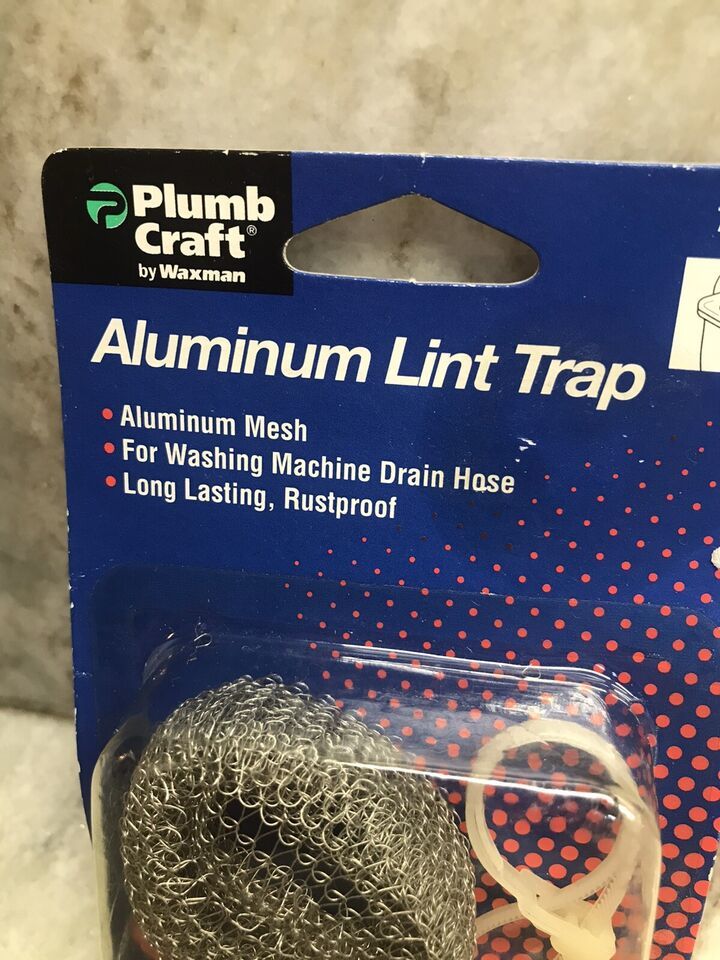 Plumb
Craft®
by Waxman
Aluminum Lint Trap
• Aluminum Mesh
• For Washing Machine Drain Hose
• Long Lasting, Rustproof